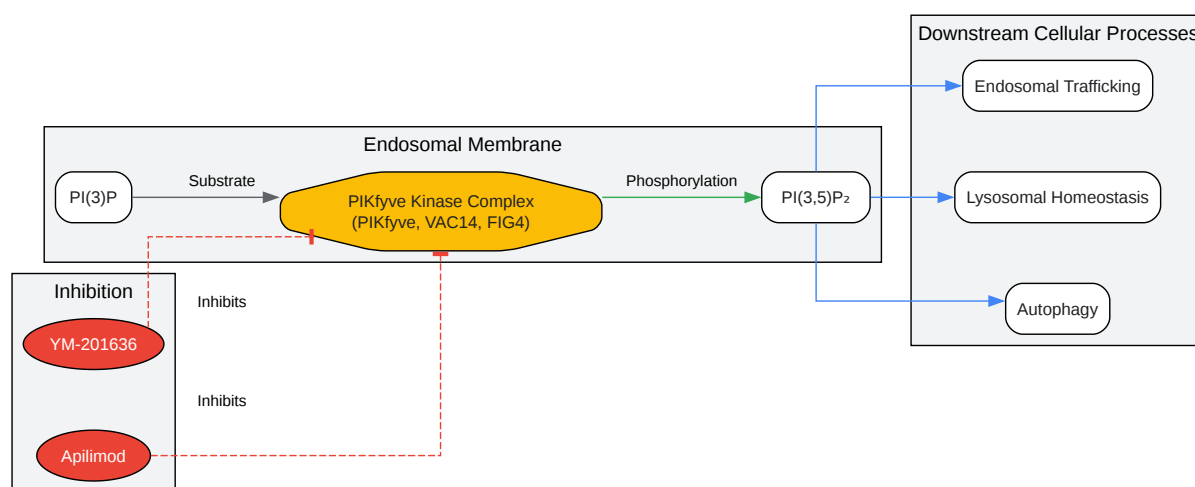 Downstream Cellular Processes
Endosomal Trafficking
Endosomal Membrane
PI(3)P
Substrate
PIKfyve Kinase Complex
(PIKfyve, VAC14, FIG4)
Phosphorylation
PI(3,5)P₂
Lysosomal Homeostasis
Inhibition
Inhibits
Autophagy
YM-201636
Inhibits
Apilimod